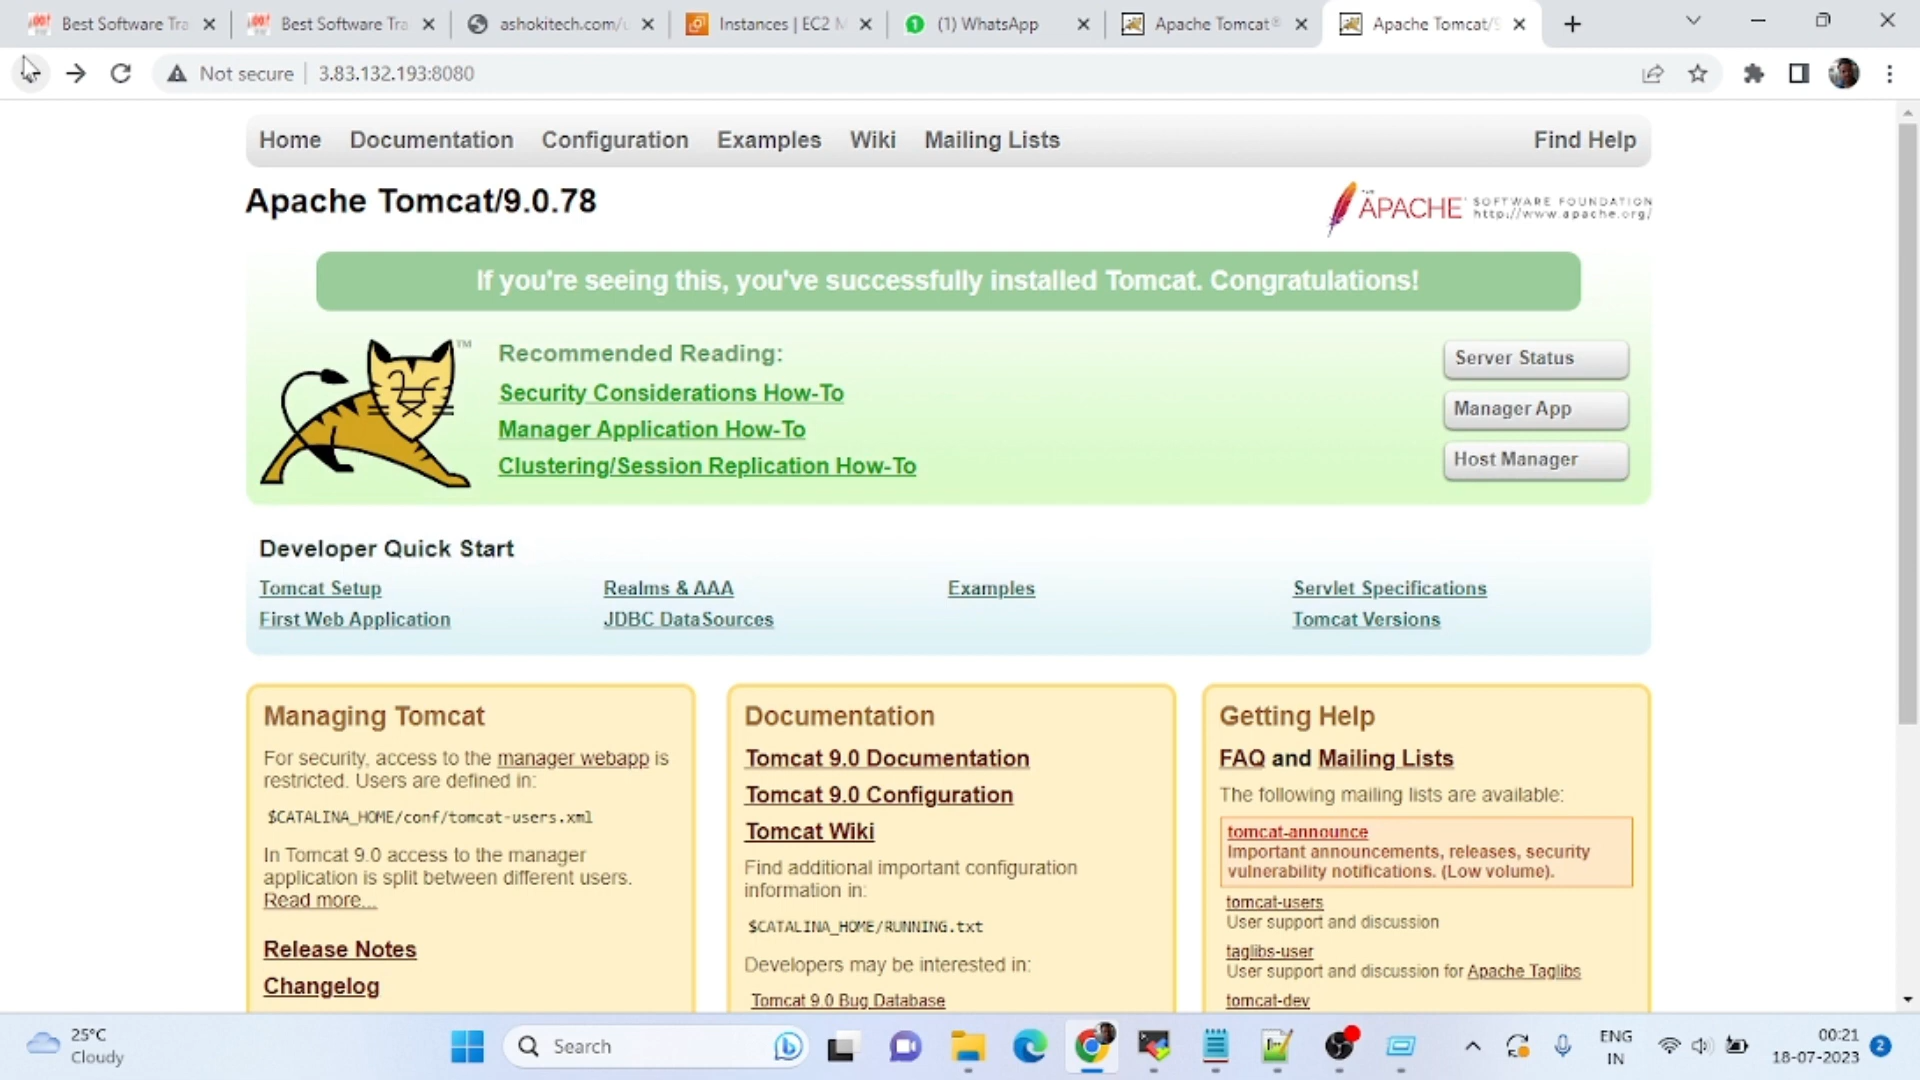 Best Software Tra
Best Software Tra
ashokitech.com/u
Instances | EC2 M
(1) WhatsApp
Apache Tomcat®
Apache Tomcat/9
Not secure
3.83.132.193:8080
Home
Documentation
Configuration
Examples
Wiki
Mailing Lists
Find Help
Apache Tomcat/9.0.78
THE
APACHE
SOFTWARE FOUNDATION
http://www.apache.org/
If you're seeing this, you've successfully installed Tomcat. Congratulations!
TM
Recommended Reading:
Security Considerations How-To
Manager Application How-To
Clustering/Session Replication How-To
Server Status
Manager App
Host Manager
Developer Quick Start
Tomcat Setup
First Web Application
Realms & AAA
JDBC DataSources
Examples
Servlet Specifications
Tomcat Versions
Managing Tomcat
For security, access to the manager webapp is
restricted. Users are defined in:
$CATALINA_HOME/conf/tomcat-users.xml
In Tomcat 9.0 access to the manager
application is split between different users.
Read more...
Release Notes
Changelog
Documentation
Tomcat 9.0 Documentation
Tomcat 9.0 Configuration
Tomcat Wiki
Find additional important configuration
information in:
$CATALINA_HOME/RUNNING.txt
Developers may be interested in:
Tomcat 9.0 Bug Database
Getting Help
FAQ and Mailing Lists
The following mailing lists are available:
tomcat-announce
Important announcements, releases, security
vulnerability notifications. (Low volume).
tomcat-users
User support and discussion
taglibs-user
User support and discussion for Apache Taglibs
tomcat-dev
25°C
Cloudy
Search
ENG
IN
00:21
18-07-2023
2